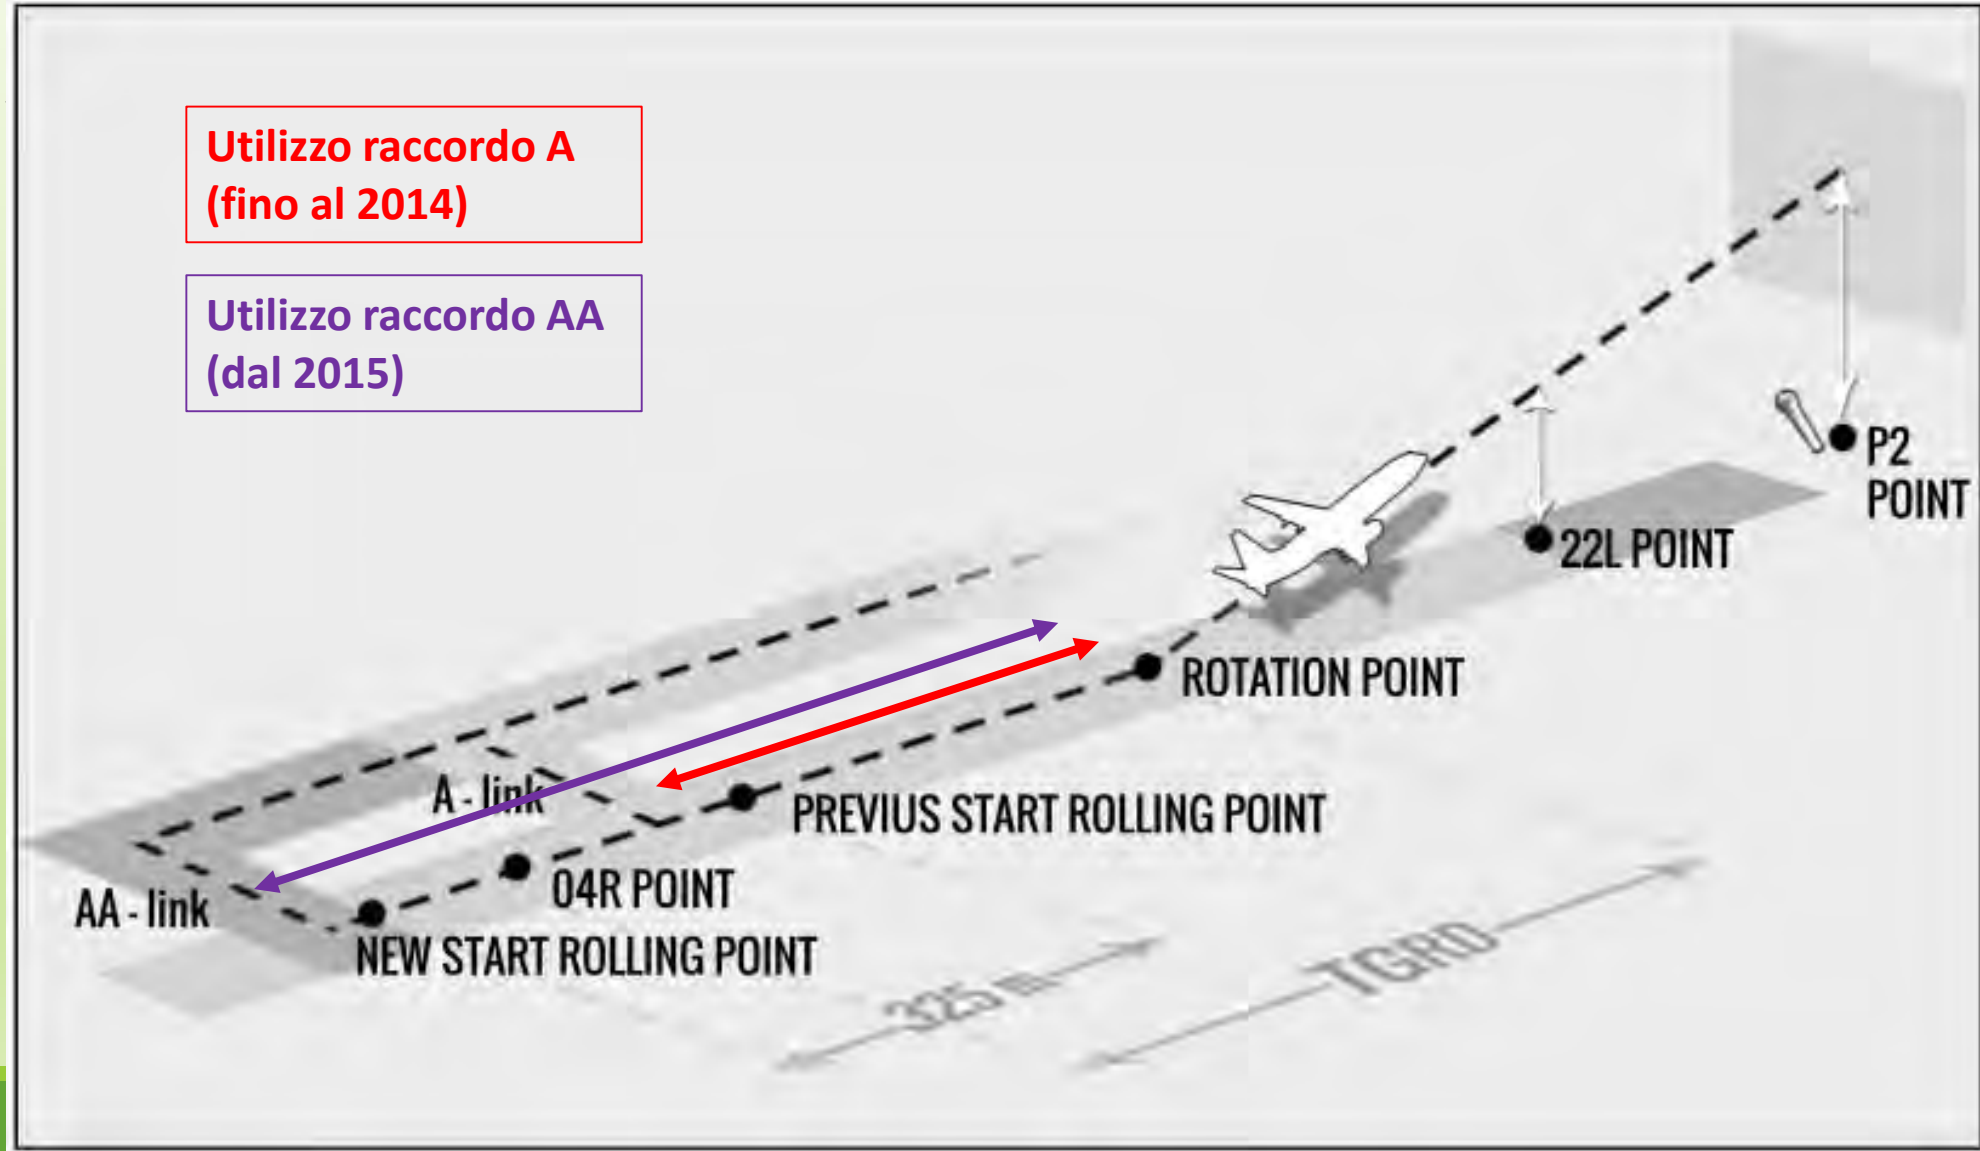 Utilizzo raccordo A
(fino al 2014)
Utilizzo raccordo AA
(dal 2015)
P2
POINT
22L POINT
ROTATION POINT
A - link
PREVIUS START ROLLING POINT
04R POINT
AA - link
NEW START ROLLING POINT
325 m
TGRO